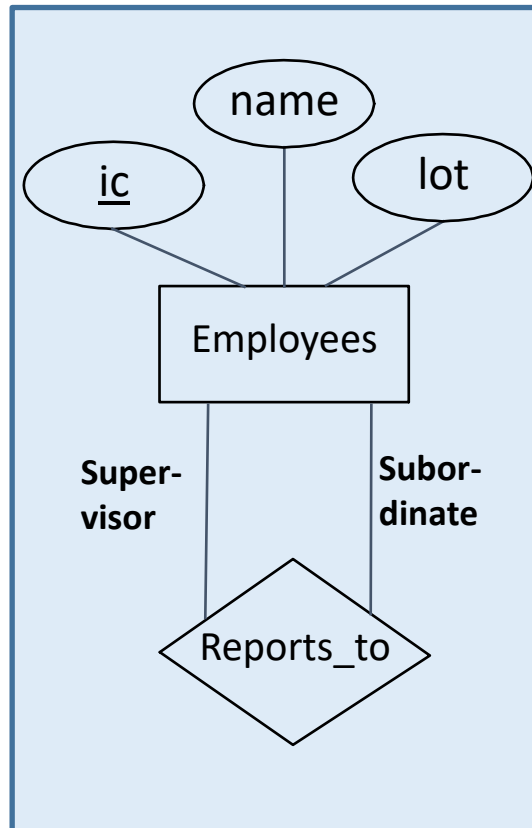 name
ic
lot
Employees
Super-
visor
Subor-
dinate
Reports_to